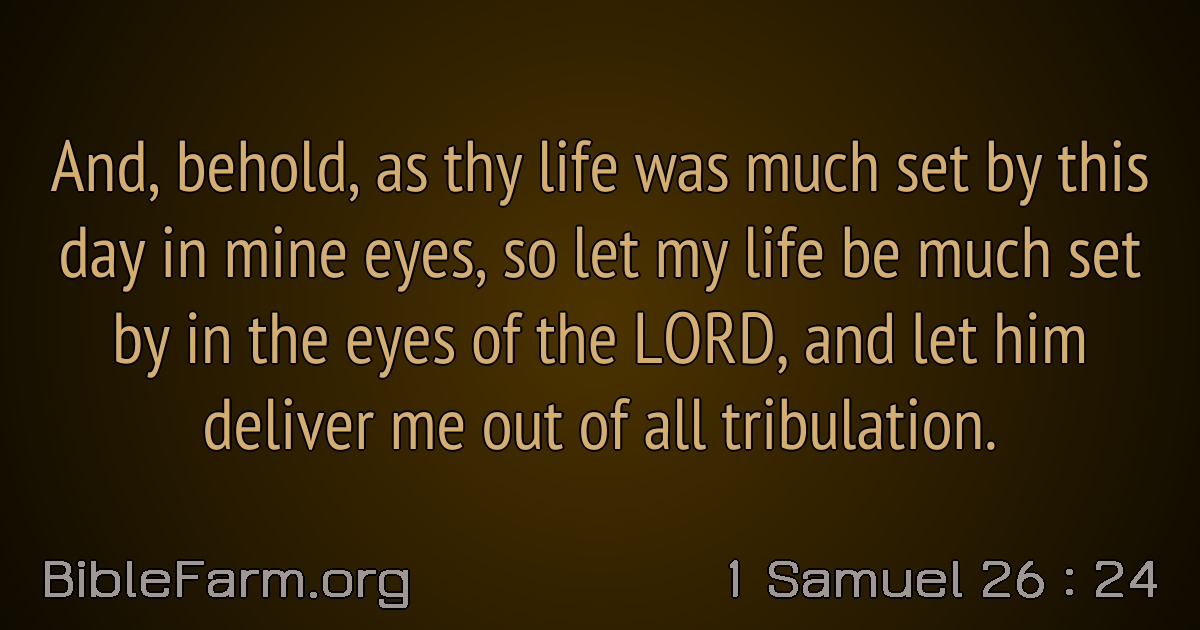 And, behold, as thy life was much set by this
day in mine eyes, so let my life be much set
by in the eyes of the LORD, and let him
deliver me out of all tribulation.
BibleFarm.org
1 Samuel 26 : 24